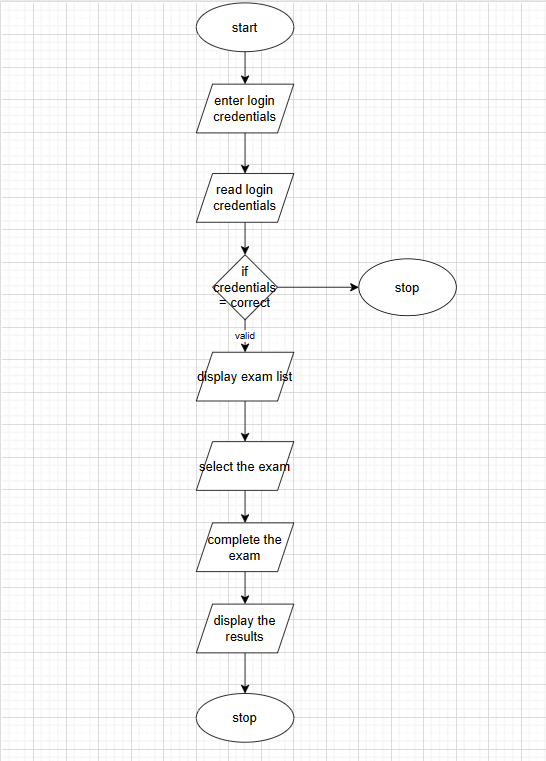 start
enter login
credentials
read login
credentials
if
credentials
= correct
stop
valid
display exam list
select the exam
complete the
exam
display the
results
stop